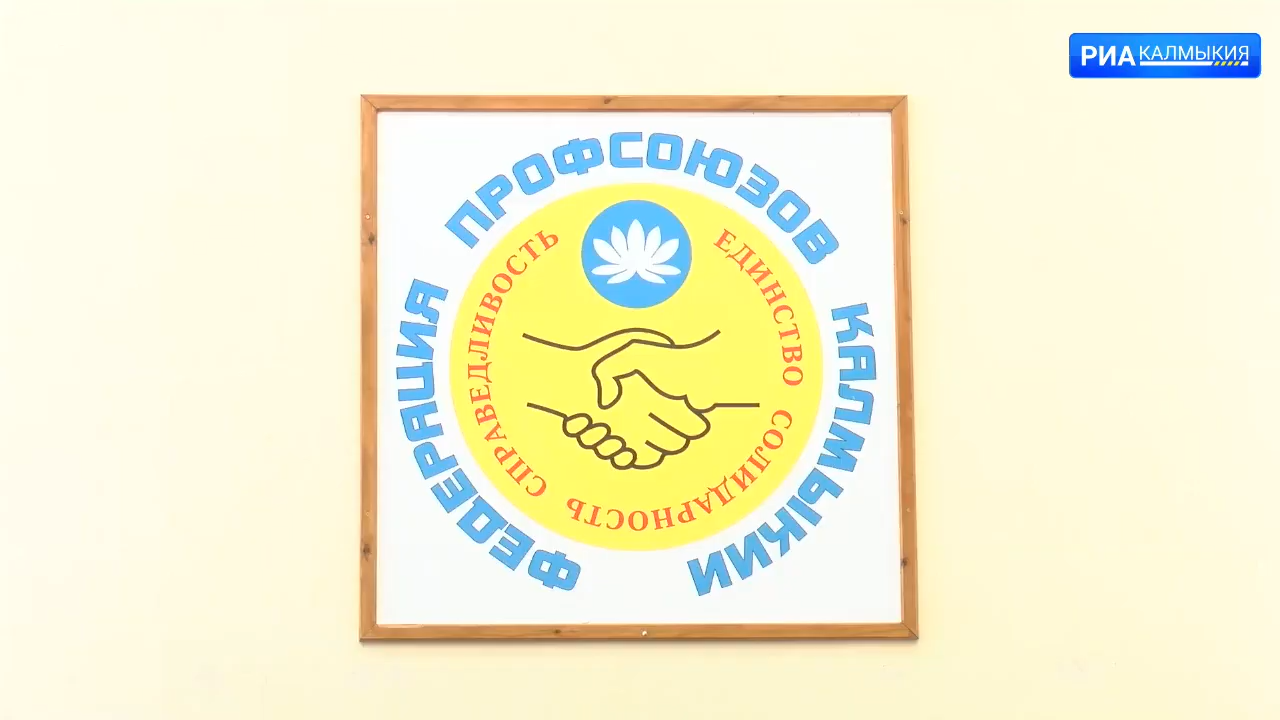 РИА КАЛМЫКИЯ
ФЕДЕРАЦИЯ ПРОФСОЮЗОВ КАЛМЫКИИ
СПРАВЕДЛИВОСТЬ ЕДИНСТВО СОЛИДАРНОСТЬ